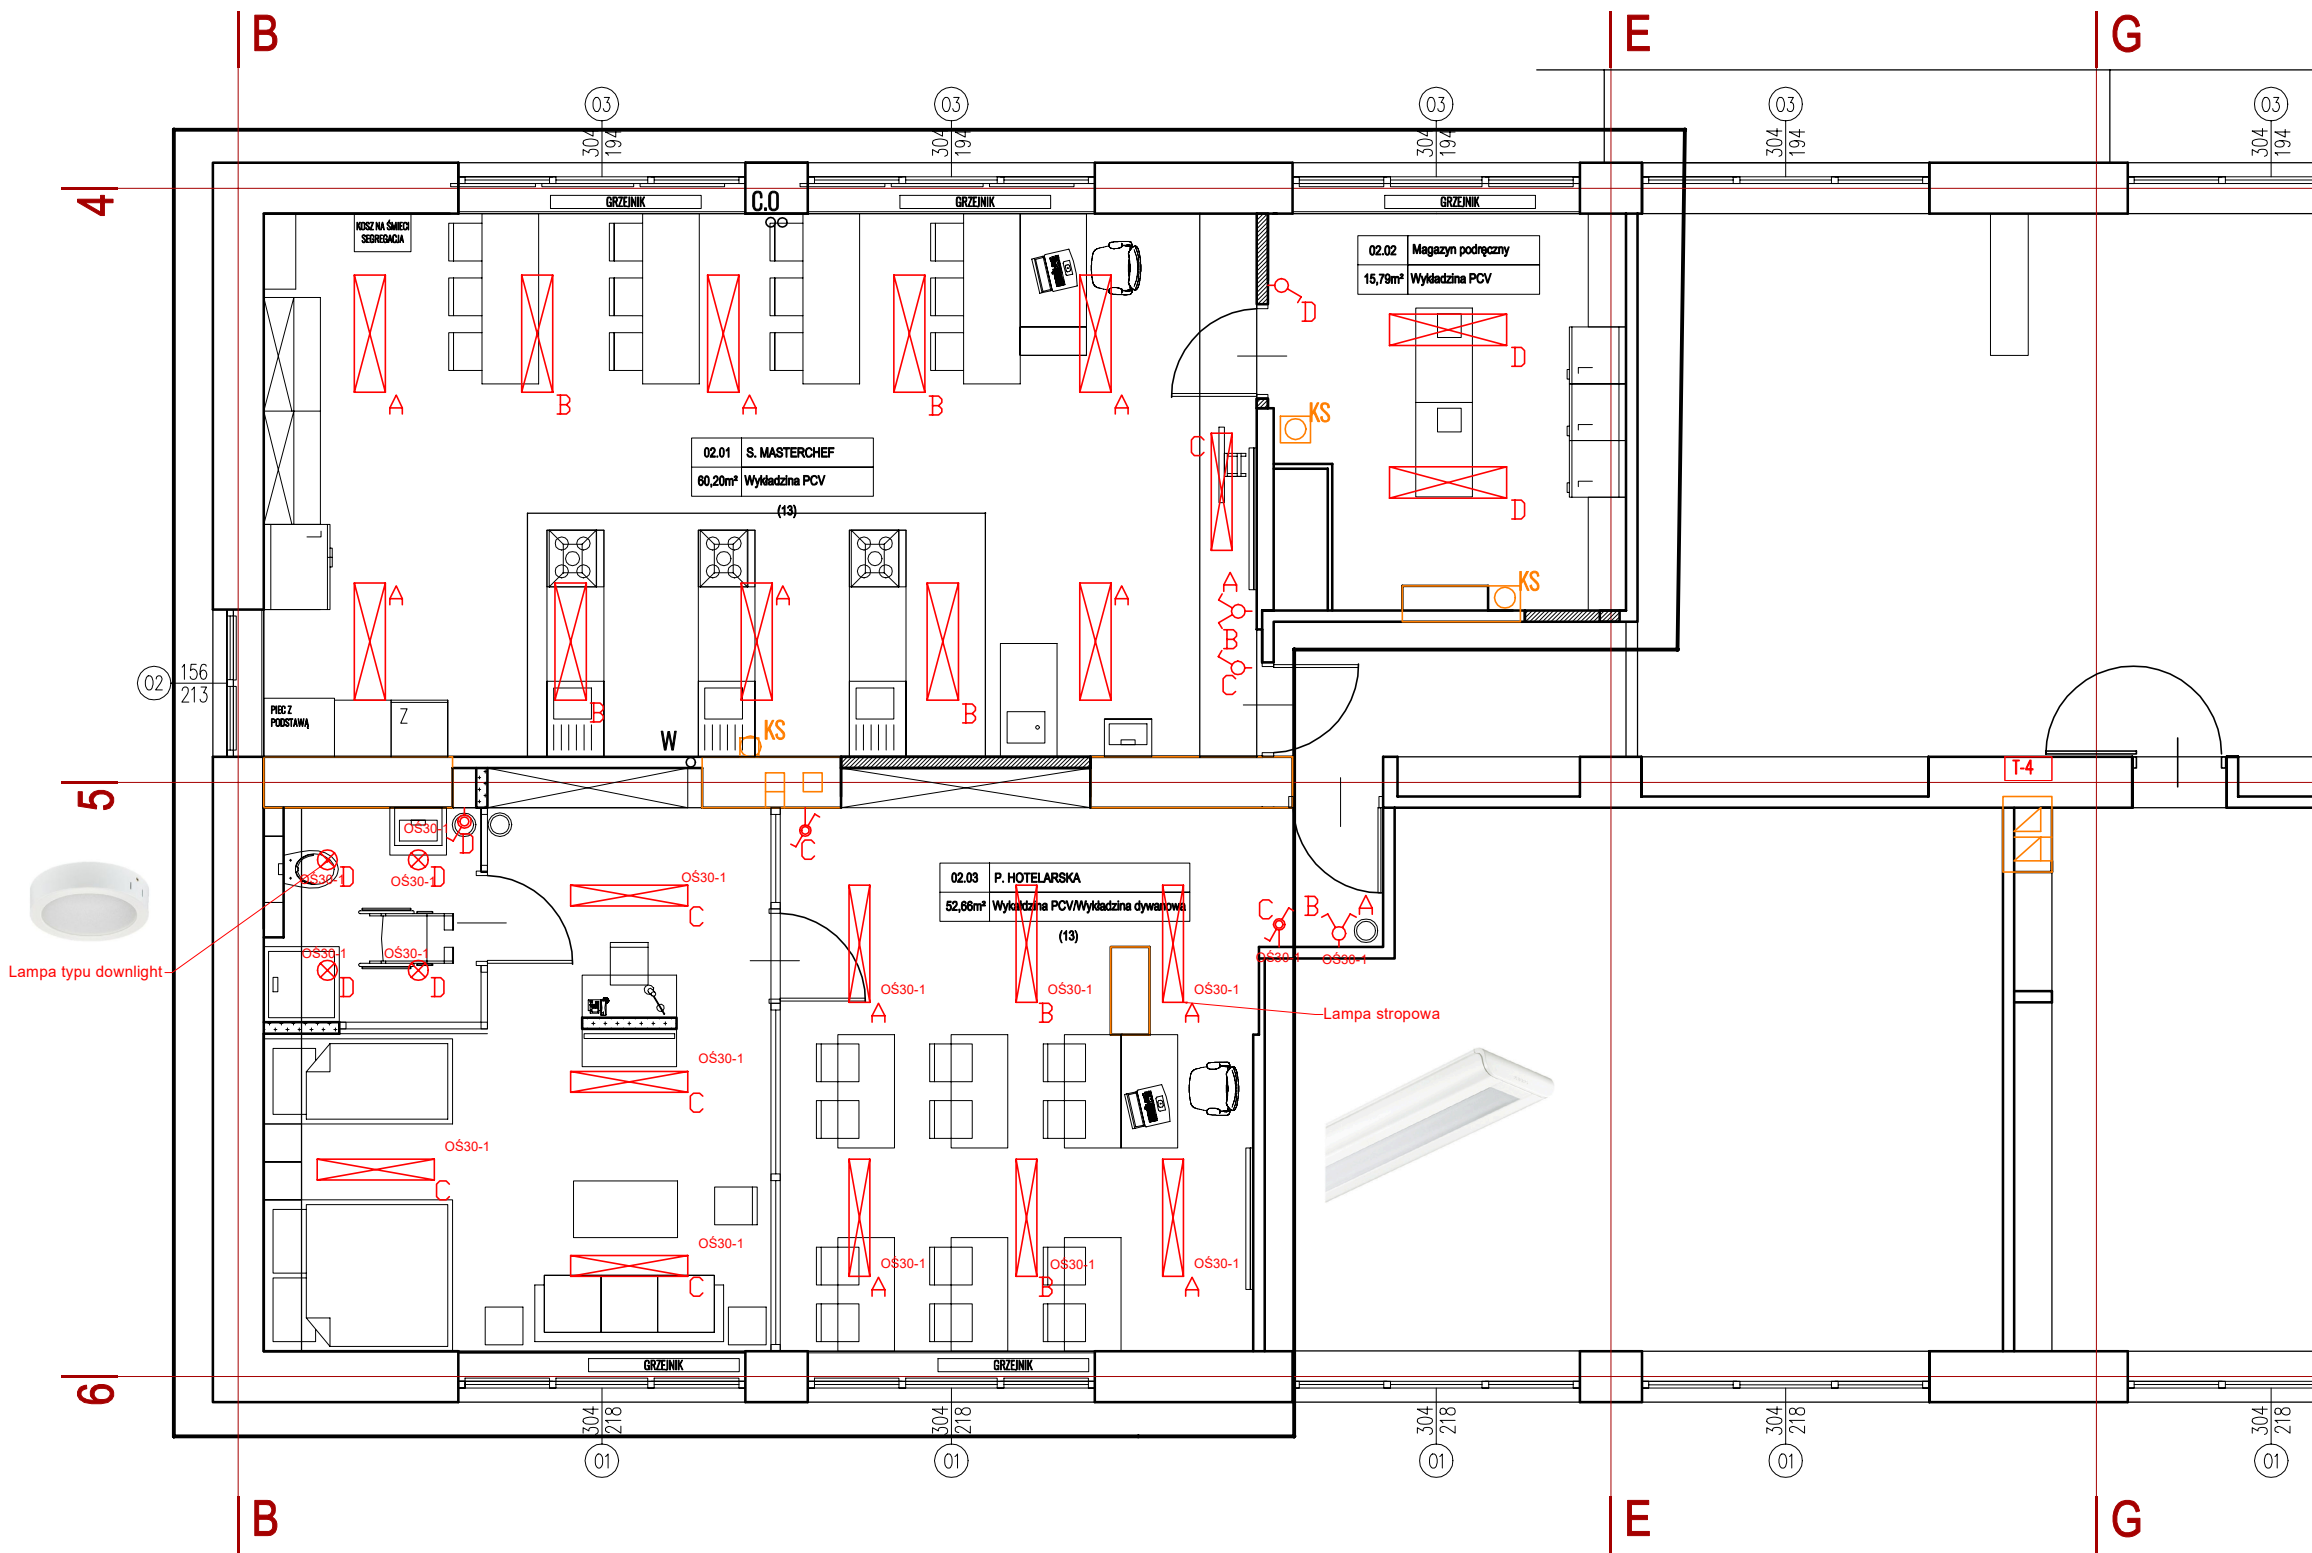 B
E
G
03
03
03
03
03
304
194
304
194
304
194
304
194
304
194
4
GRZEJNIK
C.O
GRZEJNIK
GRZEJNIK
KOSZ NA ŚMIECI
SEGREGACJA
02.02 Magazyn podręczny
15,79m² Wykładzina PCV
D
D
A
B
A
B
A
KS
C
02.01 S. MASTERCHEF
60,20m² Wykładzina PCV
(13)
D
A
A
A
A
KS
B
02
156
213
C
PIEC Z
PODSTAWĄ
Z
B
B
W
KS
5
T-4
OŚ30-1
D
C
OŚ30-1
D
OŚ30-1
D
OŚ30-1
C
02.03 P. HOTELARSKA
52,66m² Wykładzina PCV/Wykładzina dywanowa
(13)
C
B
A
OŚ30-1
OŚ30-1
OŚ30-1
OŚ30-1
Lampa typu downlight
D
D
OŚ30-1
A
OŚ30-1
B
OŚ30-1
A
Lampa stropowa
OŚ30-1
C
OŚ30-1
C
OŚ30-1
C
OŚ30-1
A
OŚ30-1
B
OŚ30-1
A
GRZEJNIK
GRZEJNIK
6
304
218
304
218
304
218
304
218
304
218
01
01
01
01
01
B
E
G